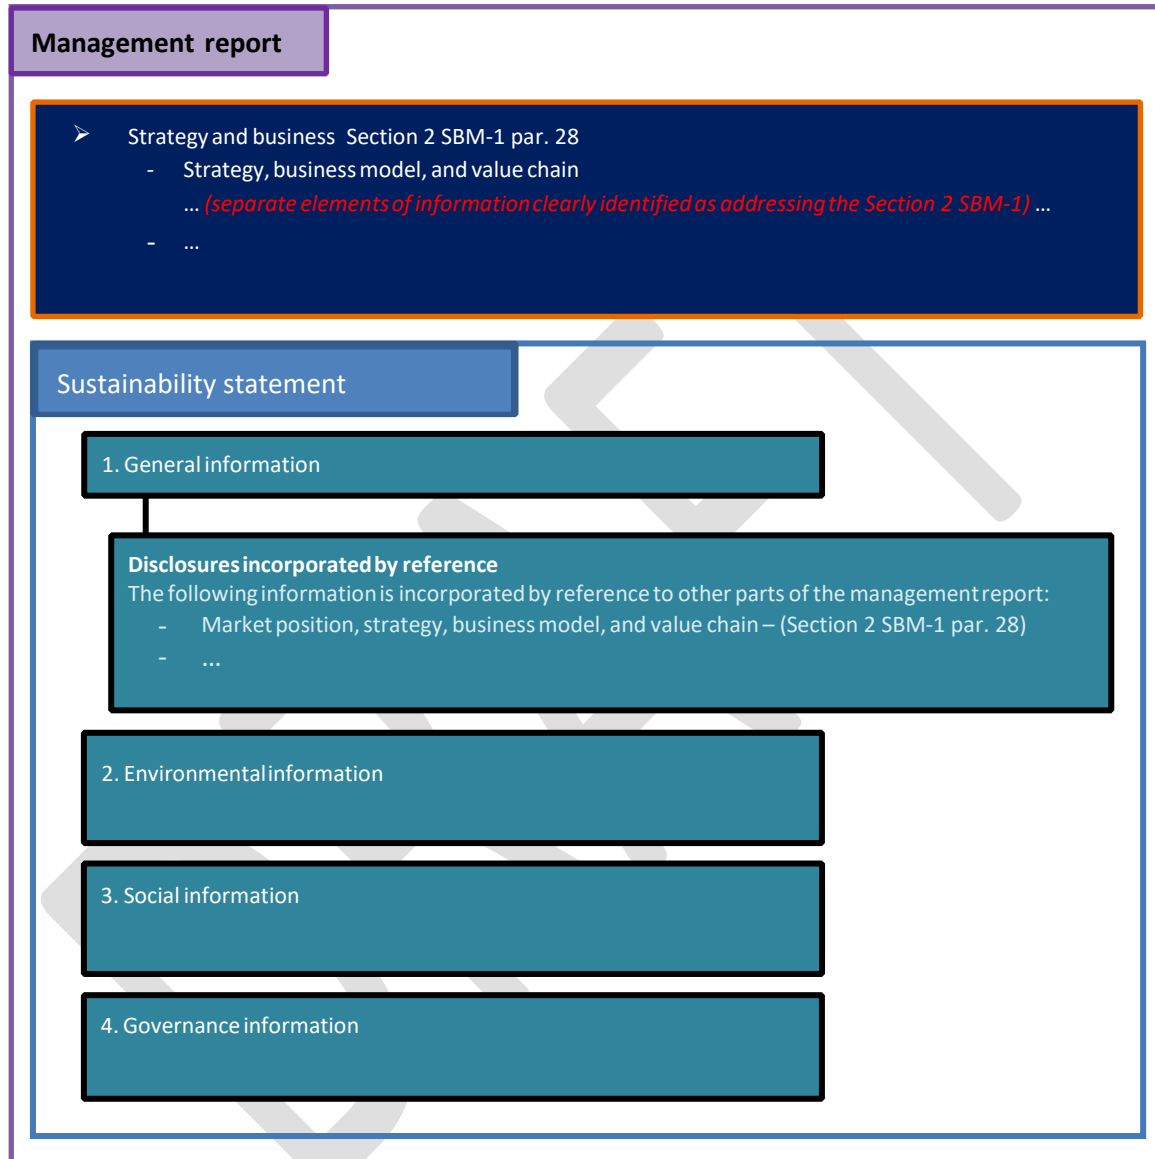 Management report
➢ Strategy and business Section 2 SBM-1 par. 28
- Strategy, business model, and value chain
... (separate elements of information clearly identified as addressing the Section 2 SBM-1) ...
- ...
Sustainability statement
1. General information
Disclosures incorporated by reference
The following information is incorporated by reference to other parts of the management report:
- Market position, strategy, business model, and value chain – (Section 2 SBM-1 par. 28)
- ...
2. Environmental information
3. Social information
4. Governance information
DRAFT